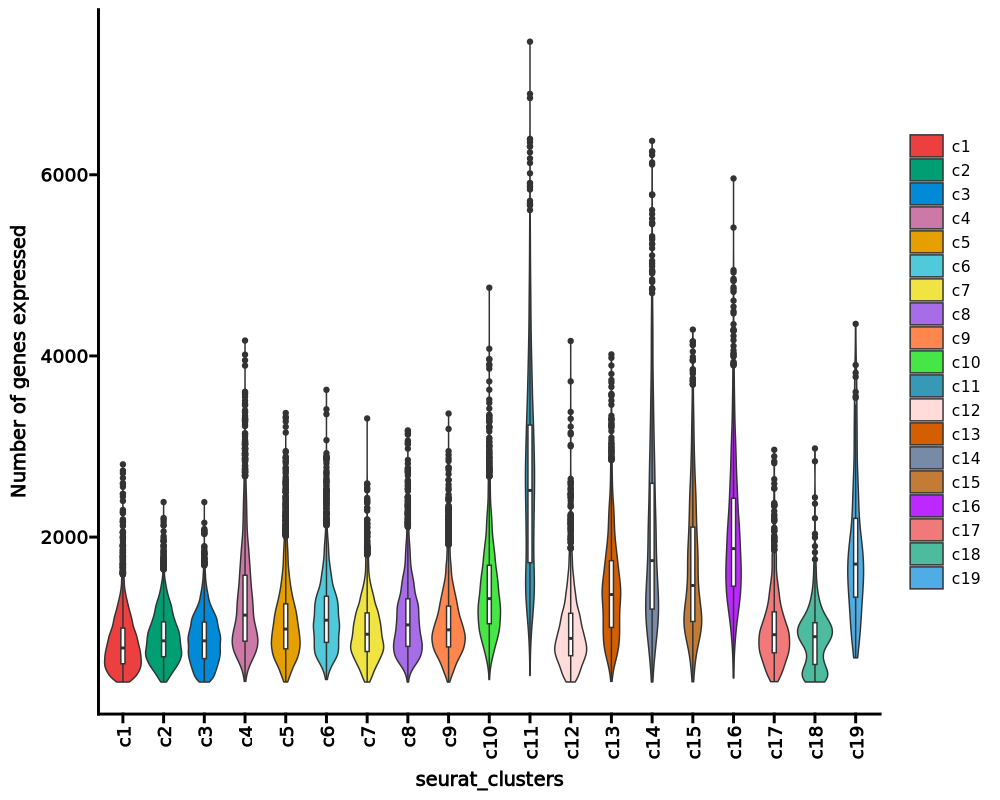 Number of genes expressed
6000
4000
2000
c1
c2
c3
c4
c5
c6
c7
c8
c9
c10
c11
c12
c13
c14
c15
c16
c17
c18
c19
seurat_clusters
c1
c2
c3
c4
c5
c6
c7
c8
c9
c10
c11
c12
c13
c14
c15
c16
c17
c18
c19